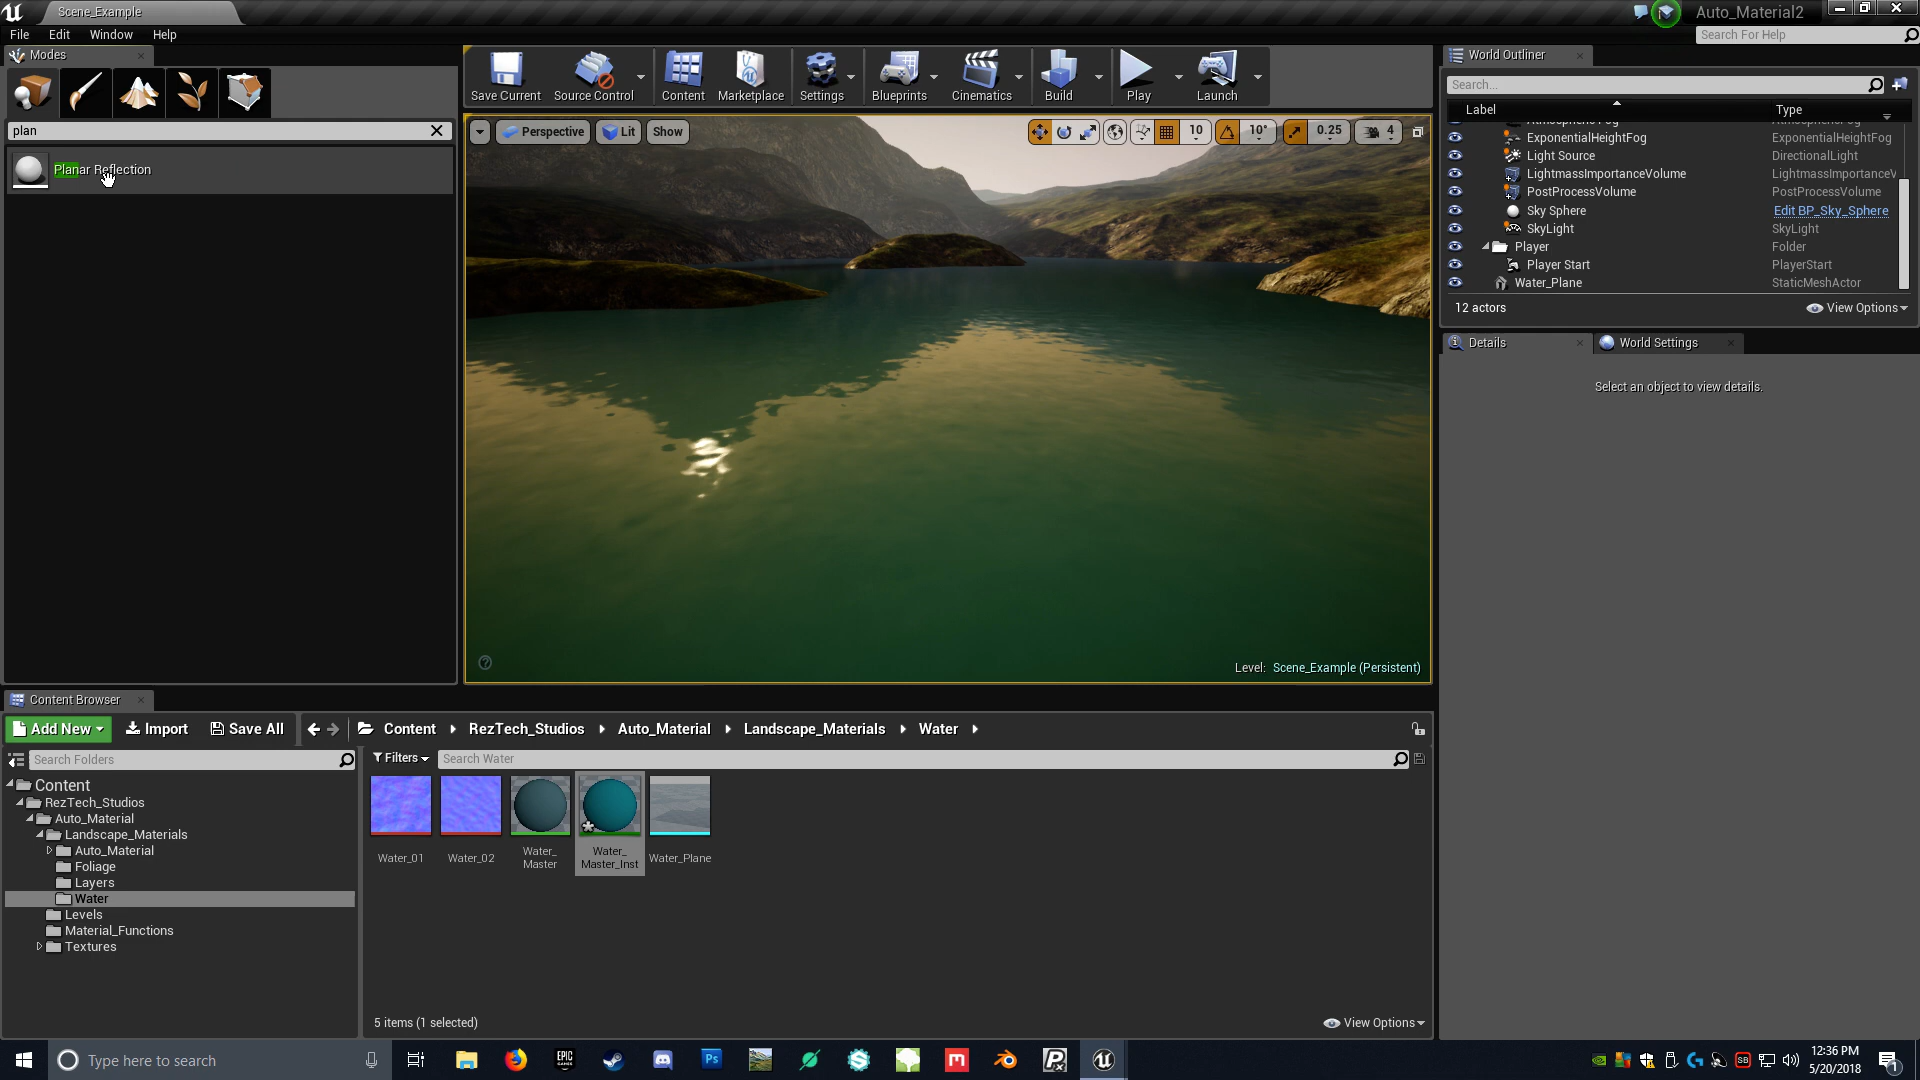 Scene_Example
Auto_Material2
File Edit Window Help
Search For Help
Modes
plan
Planar Reflection
Save Current Source Control Content Marketplace Settings Blueprints Cinematics Build Play Launch
Perspective Lit Show 10 10° 0.25 4
Level: Scene_Example (Persistent)
World Outliner
Search...
Label Type
ExponentialHeightFog ExponentialHeightFog
Light Source DirectionalLight
LightmassImportanceVolume LightmassImportanceV
PostProcessVolume PostProcessVolume
Sky Sphere Edit BP_Sky_Sphere
SkyLight SkyLight
Player Folder
Player Start PlayerStart
Water_Plane StaticMeshActor
12 actors View Options
Details World Settings
Select an object to view details.
Content Browser
Add New Import Save All Content RezTech_Studios Auto_Material Landscape_Materials Water
Search Folders
Filters Search Water
Content
RezTech_Studios
Auto_Material
Landscape_Materials
Auto_Material
Foliage
Layers
Water
Levels
Material_Functions
Textures
Water_01
Water_02
Water_
Master
Water_
Master_Inst
Water_Plane
5 items (1 selected) View Options
Type here to search
EPIC
GAMES
Ps
SB
12:36 PM
5/20/2018
1